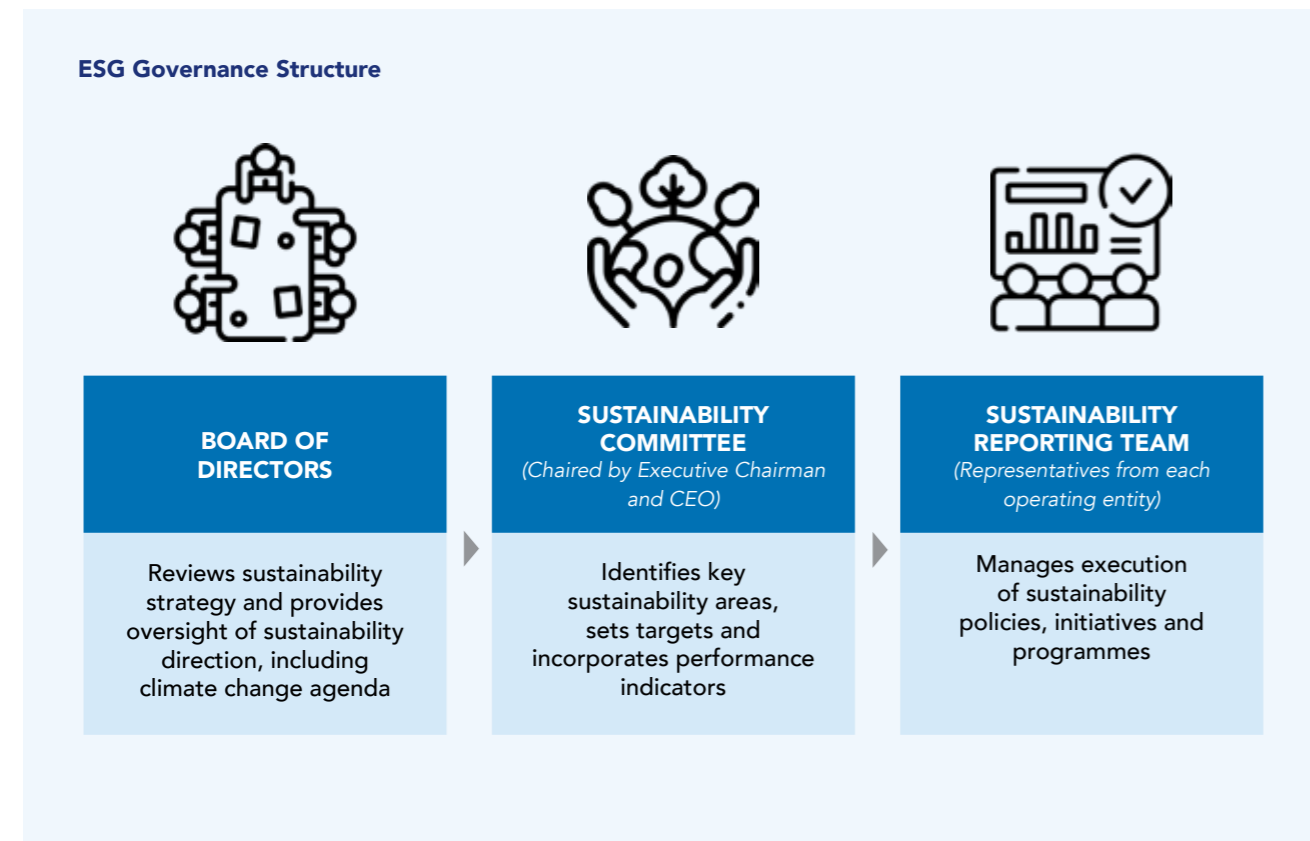 ESG Governance Structure
BOARD OF
DIRECTORS
Reviews sustainability
strategy and provides
oversight of sustainability
direction, including
climate change agenda
SUSTAINABILITY
COMMITTEE
(Chaired by Executive Chairman
and CEO)
Identifies key
sustainability areas,
sets targets and
incorporates performance
indicators
SUSTAINABILITY
REPORTING TEAM
(Representatives from each
operating entity)
Manages execution
of sustainability
policies, initiatives and
programmes